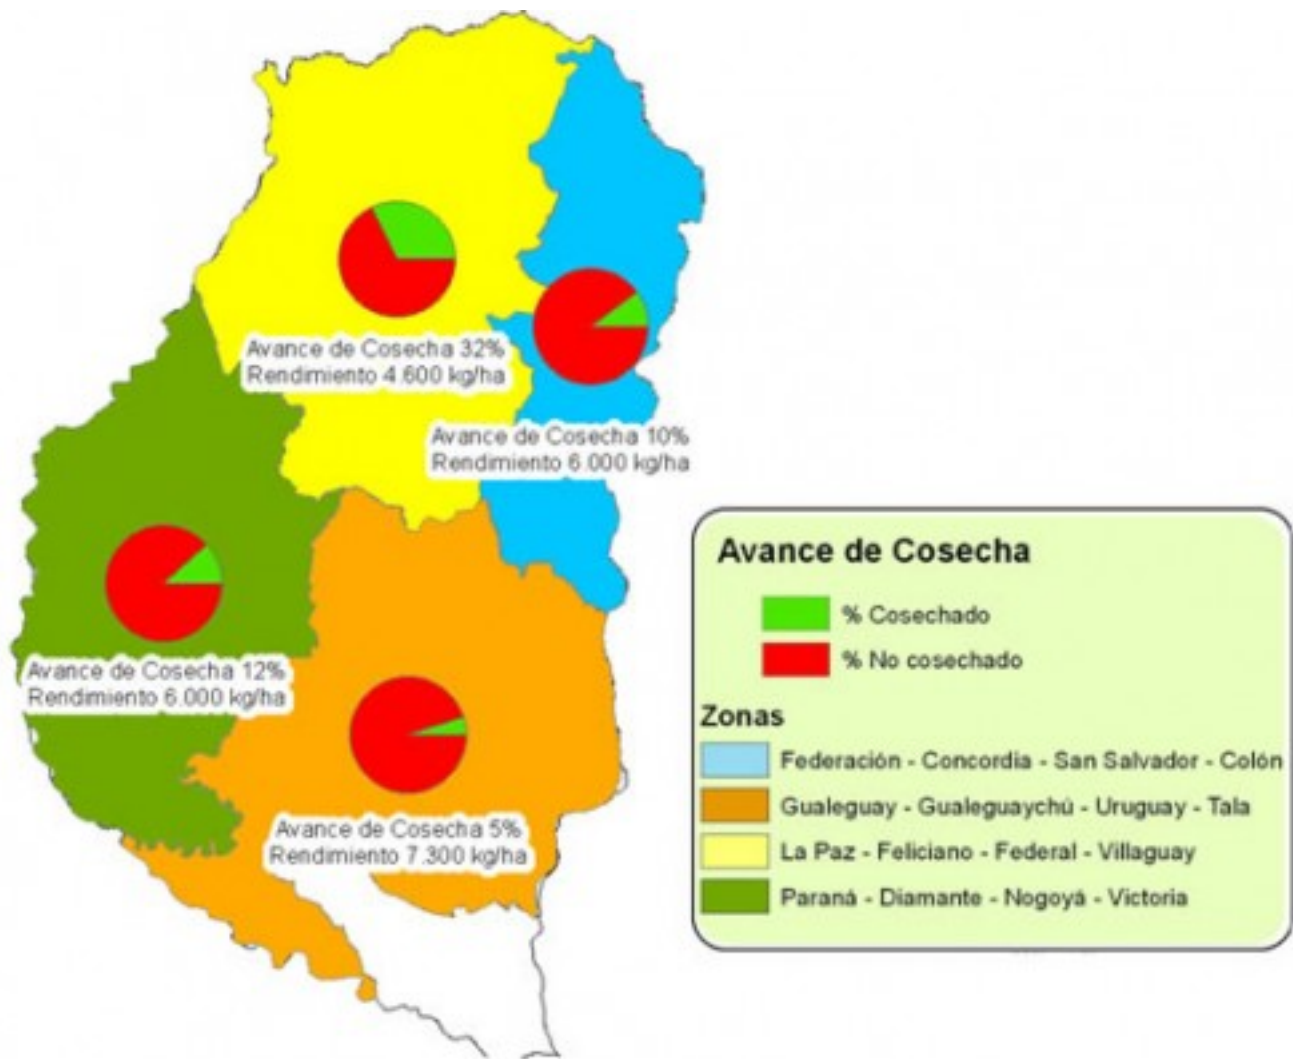 Avance de Cosecha 32%
Rendimiento 4.600 kg/ha
Avance de Cosecha 10%
Rendimiento 6.000 kg/ha
Avance de Cosecha 12%
Rendimiento 6.000 kg/ha
Avance de Cosecha 5%
Rendimiento 7.300 kg/ha
Avance de Cosecha
% Cosechado
% No cosechado
Zonas
Federación - Concordia - San Salvador - Colón
Gualeguay - Gualeguaychú - Uruguay - Tala
La Paz - Feliciano - Federal - Villaguay
Paraná - Diamante - Nogoyá - Victoria